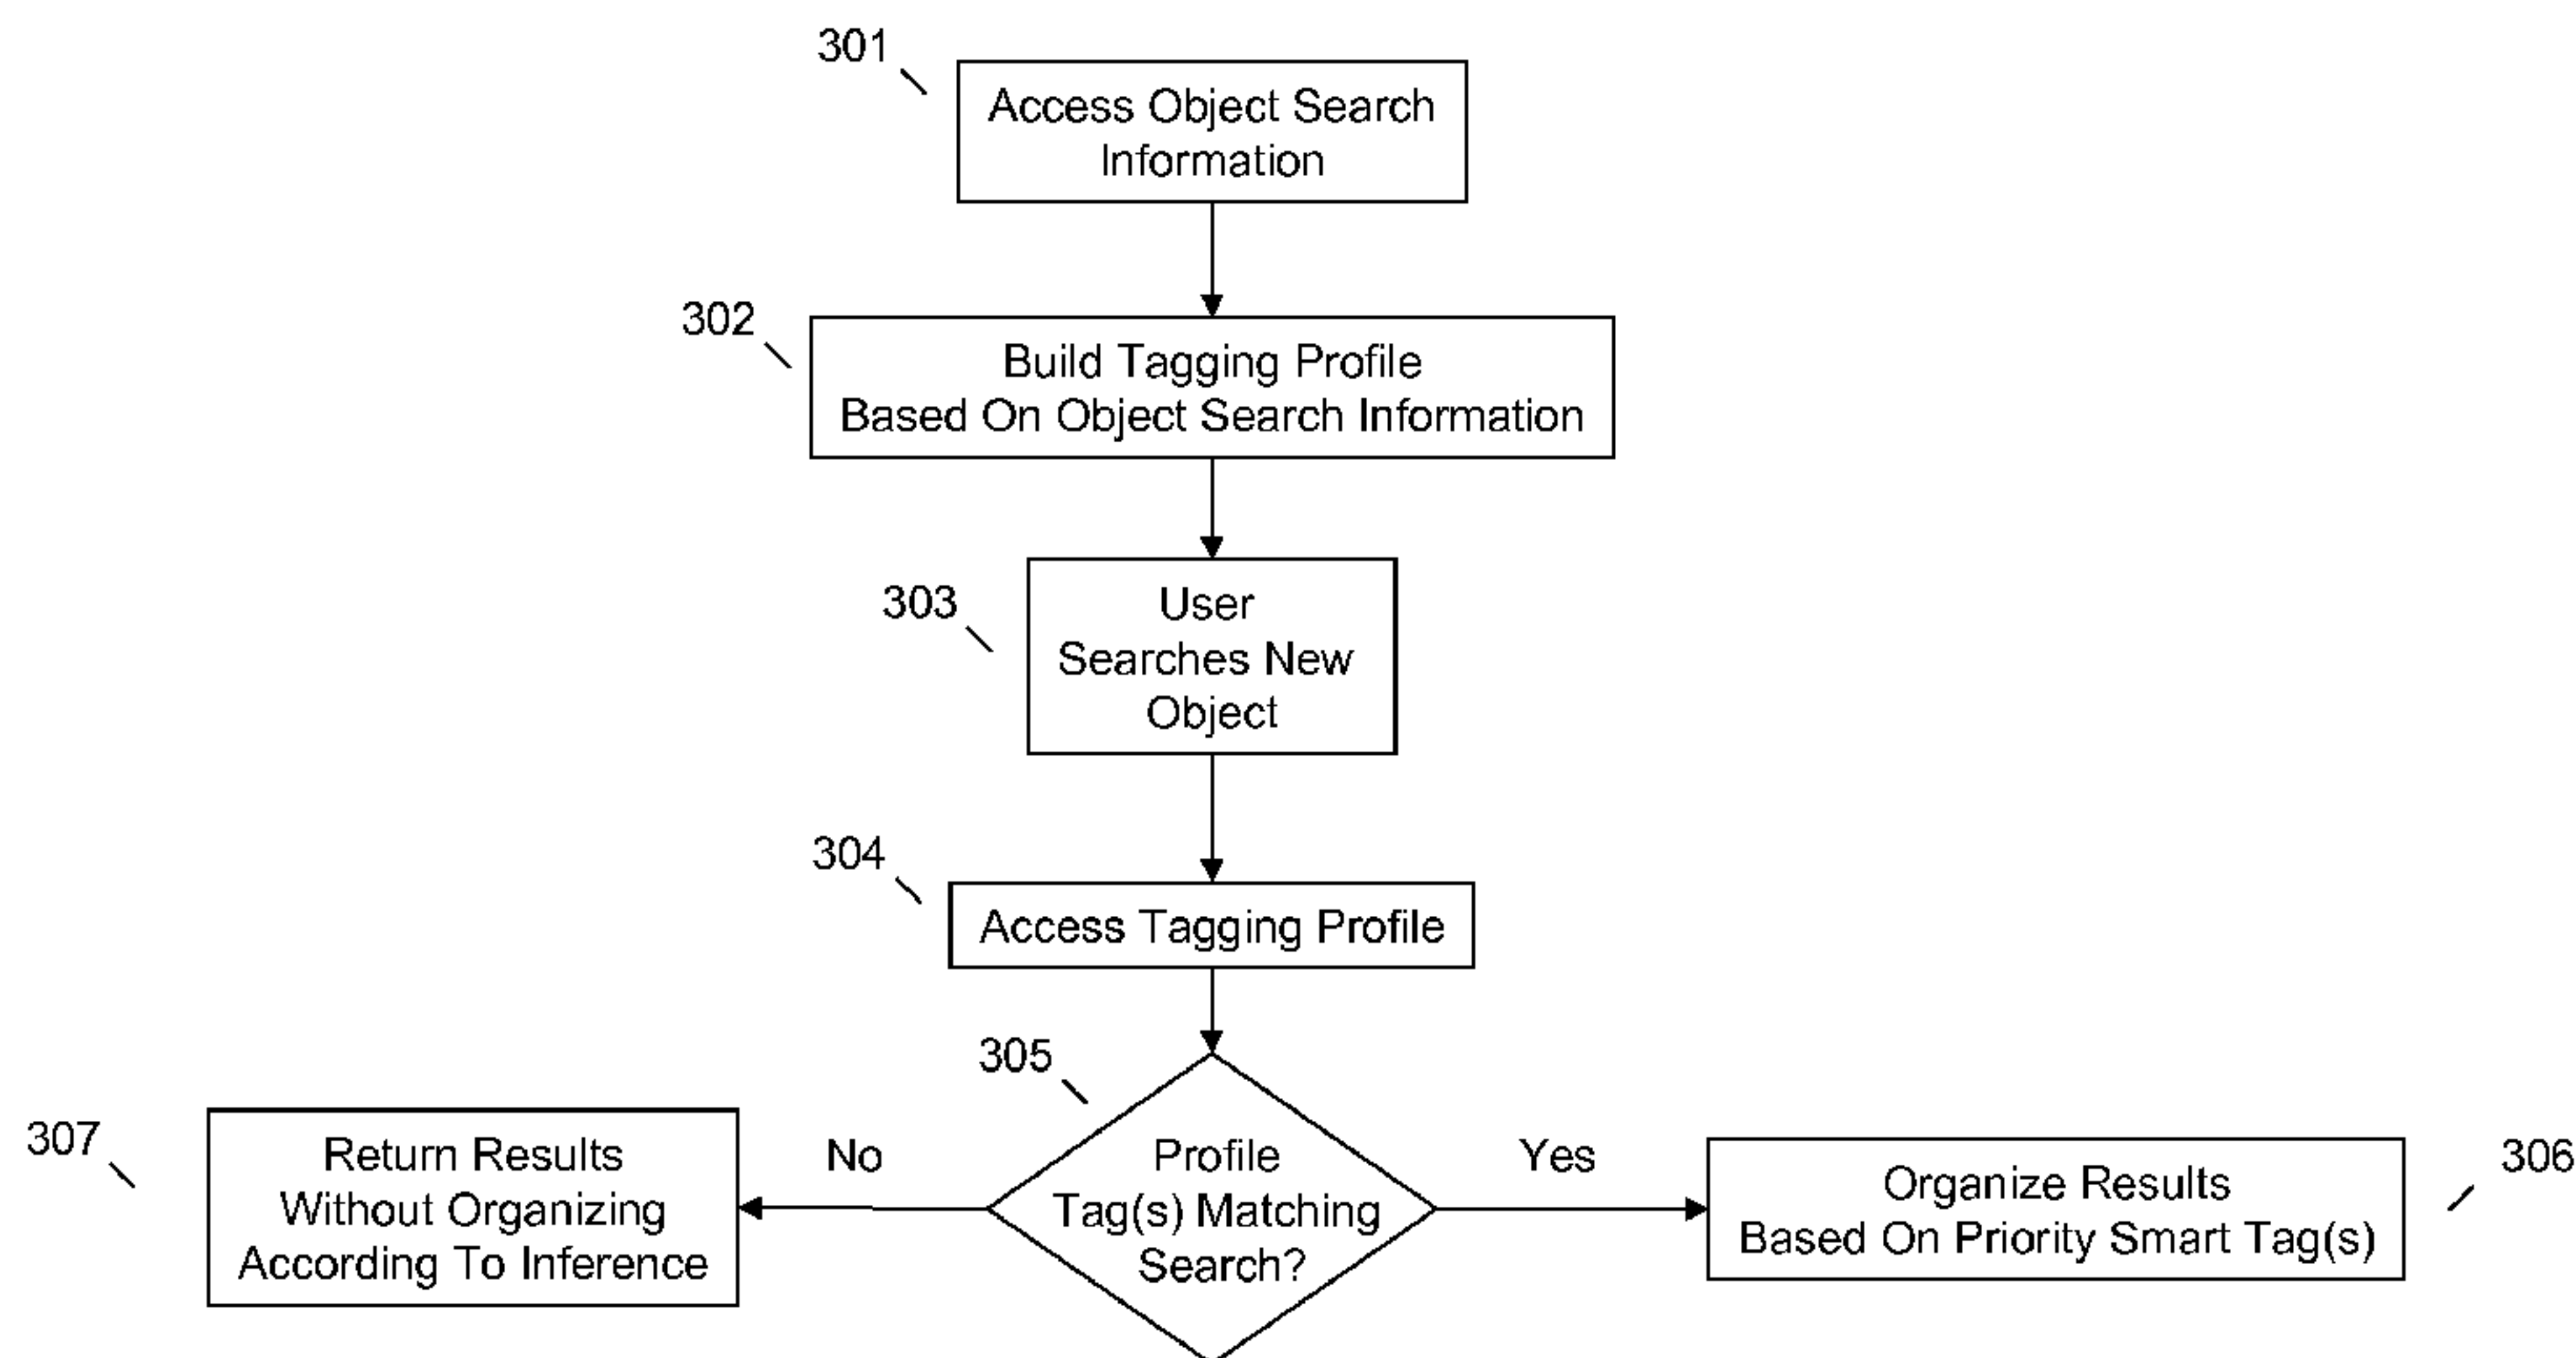 301
Access Object Search
Information
302
Build Tagging Profile
Based On Object Search Information
303
User
Searches New
Object
304
Access Tagging Profile
305
Profile
Tag(s) Matching
Search?
No
Yes
307
Return Results
Without Organizing
According To Inference
306
Organize Results
Based On Priority Smart Tag(s)